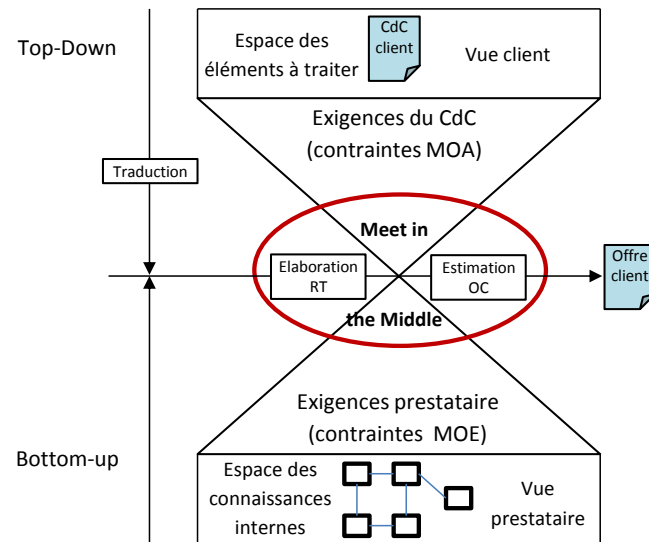 Top-Down
Espace des
éléments à traiter
CdC
client
Vue client
Exigences du CdC
(contraintes MOA)
Traduction
Meet in
Elaboration
RT
Estimation
OC
Offre
client
the Middle
Exigences prestataire
(contraintes MOE)
Bottom-up
Espace des
connaissances
internes
Vue
prestataire